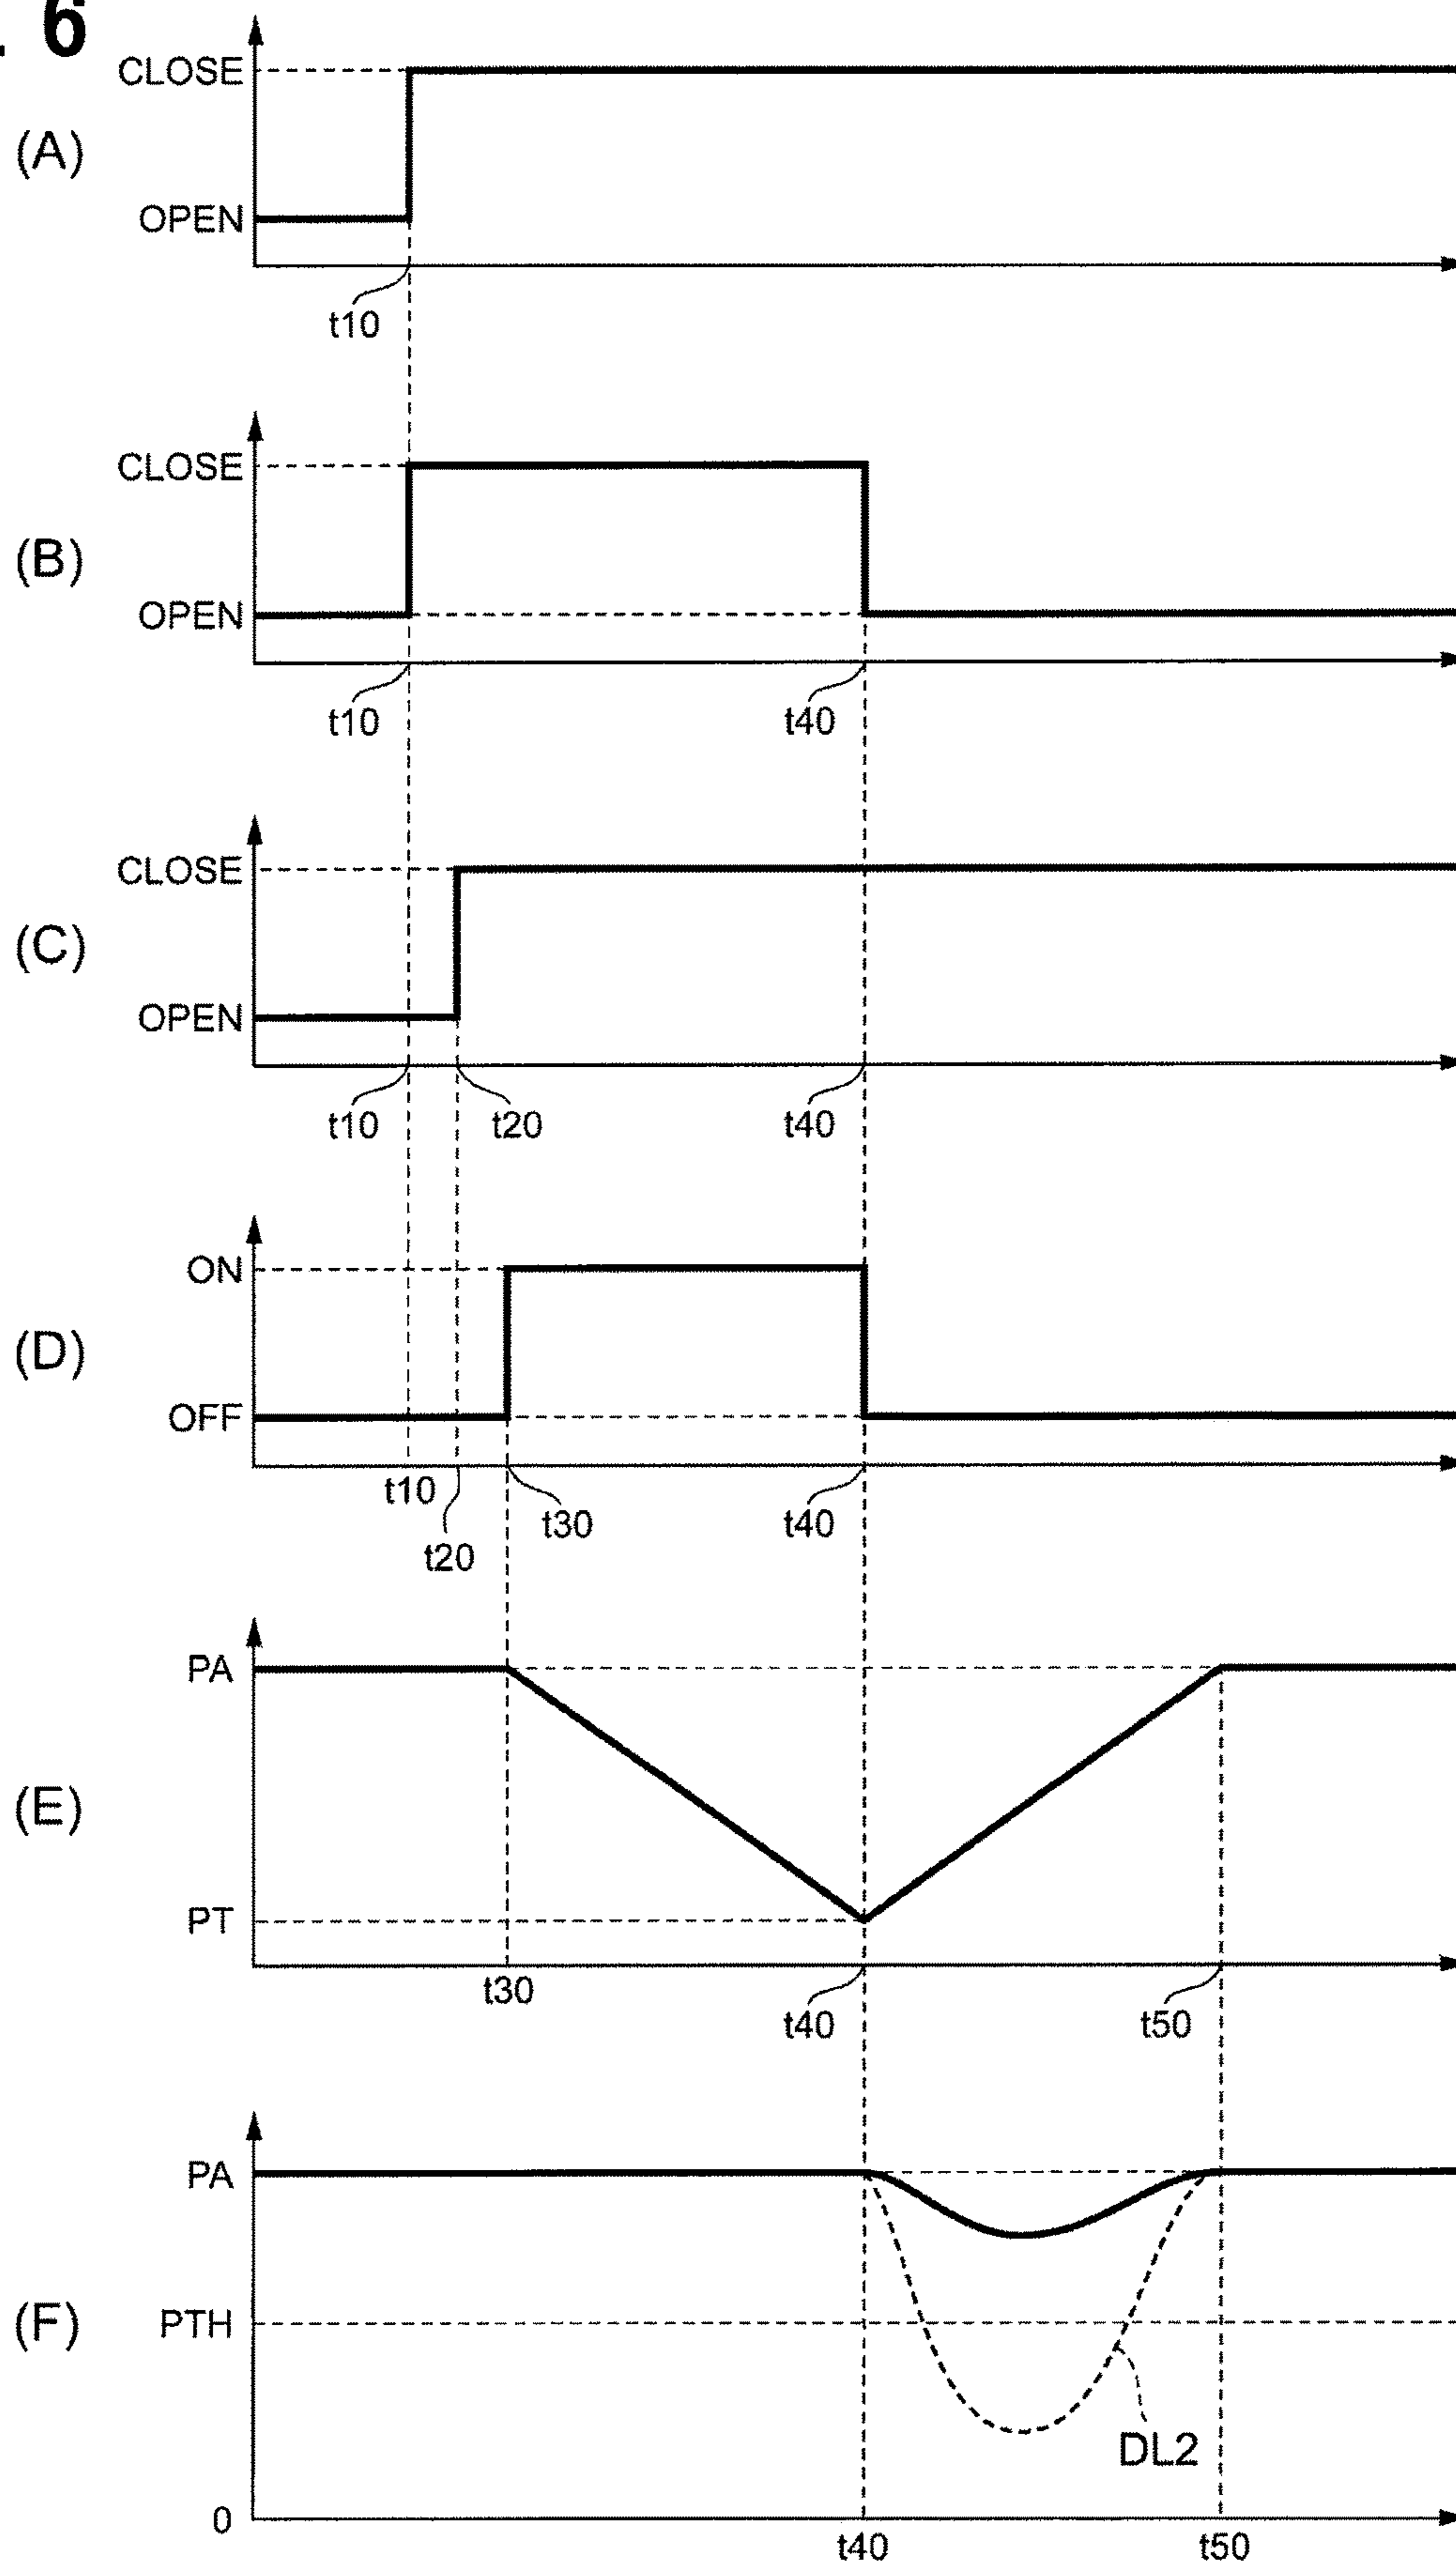 . 6
CLOSE
(A)
OPEN
t10
CLOSE
(B)
OPEN
t10 t40
CLOSE
(C)
OPEN
t10 t20 t40
ON
(D)
OFF
t10 t30 t40
t20
PA
(E)
PT
t30 t40 t50
PA
(F) PTH
DL2
0
t40 t50